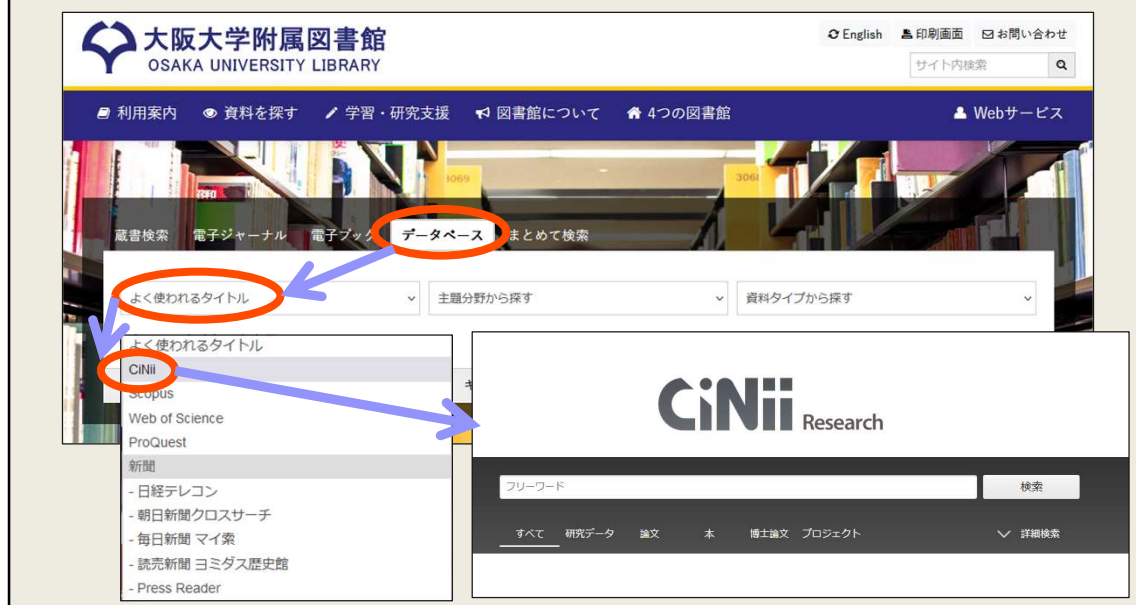 大阪大学附属図書館
OSAKA UNIVERSITY LIBRARY
English 印刷画面 お問い合わせ
サイト内検索
利用案内 資料を探す 学習・研究支援 図書館について 4つの図書館 Webサービス
蔵書検索 電子ジャーナル 電子ブック データベース まとめて検索
よく使われるタイトル 主題分野から探す 資料タイプから探す
よく使われるタイトル
CiNii
Scopus
Web of Science
ProQuest
新聞
- 日経テレコン
- 朝日新聞クロスサーチ
- 毎日新聞 マイ索
- 読売新聞 ヨミダス歴史館
- Press Reader
CiNii Research
フリーワード 検索
すべて 研究データ 論文 本 博士論文 プロジェクト 詳細検索